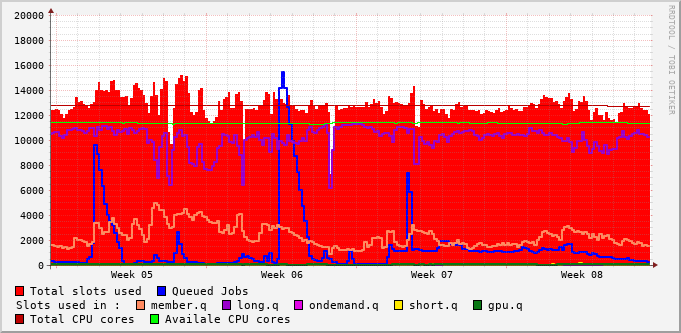 20000
18000
16000
14000
12000
10000
8000
6000
4000
2000
0
RRDTOOL / TOBI OETIKER
Week 05 Week 06 Week 07 Week 08
Total slots used Queued Jobs
Slots used in : member.q long.q ondemand.q short.q gpu.q
Total CPU cores Availale CPU cores